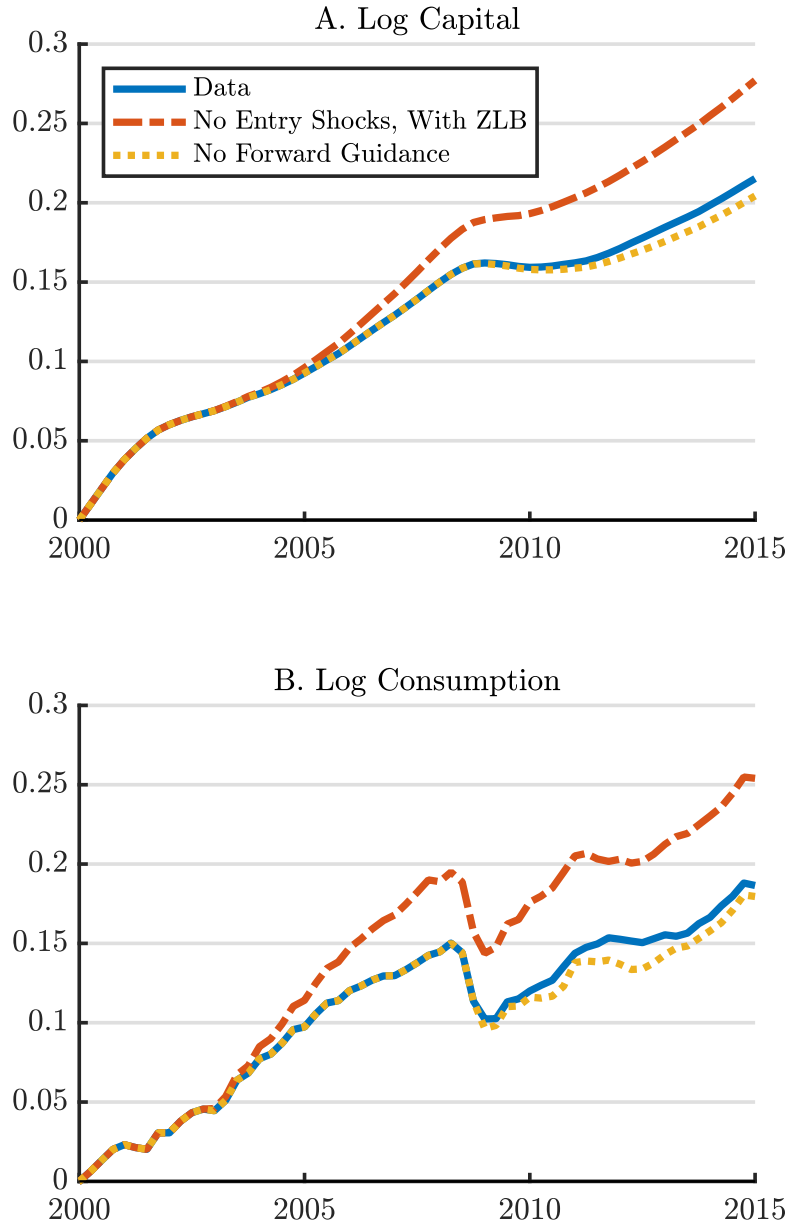 A. Log Capital
0.3
0.25
0.2
0.15
0.1
0.05
0
Data
No Entry Shocks, With ZLB
No Forward Guidance
2000 2005 2010 2015
B. Log Consumption
0.3
0.25
0.2
0.15
0.1
0.05
0
2000 2005 2010 2015